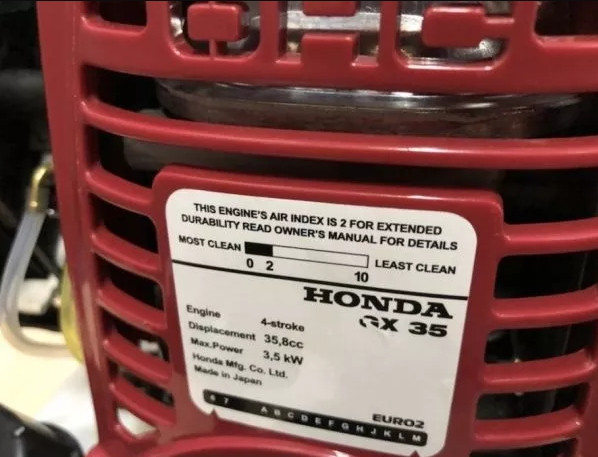 THIS ENGINE'S AIR INDEX IS 2 FOR EXTENDED
DURABILITY READ OWNER'S MANUAL FOR DETAILS
MOST CLEAN LEAST CLEAN
0 2 10
HONDA
GX 35
Engine 4-stroke
Displacement 35,8cc
Max.Power 3,5 kW
Honda Mfg. Co. Ltd.
Made in Japan
EURO2
6 7 A B C D E F G H J K L M